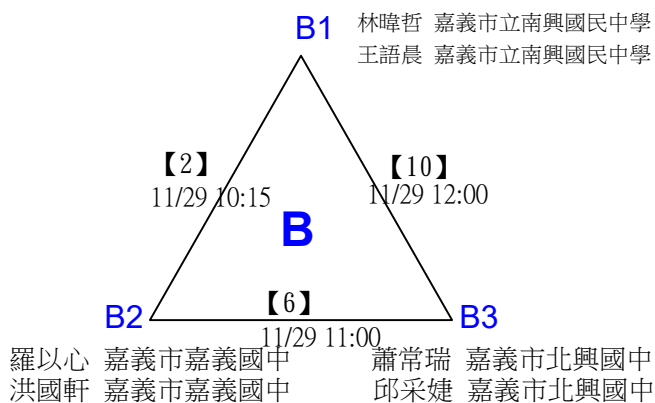 B1
林暐哲 嘉義市立南興國民中學
王語晨 嘉義市立南興國民中學
【2】
11/29 10:15
【10】
11/29 12:00
B
B2
【6】
11/29 11:00
B3
羅以心 嘉義市嘉義國中
洪國軒 嘉義市嘉義國中
蕭常瑞 嘉義市北興國中
邱采婕 嘉義市北興國中